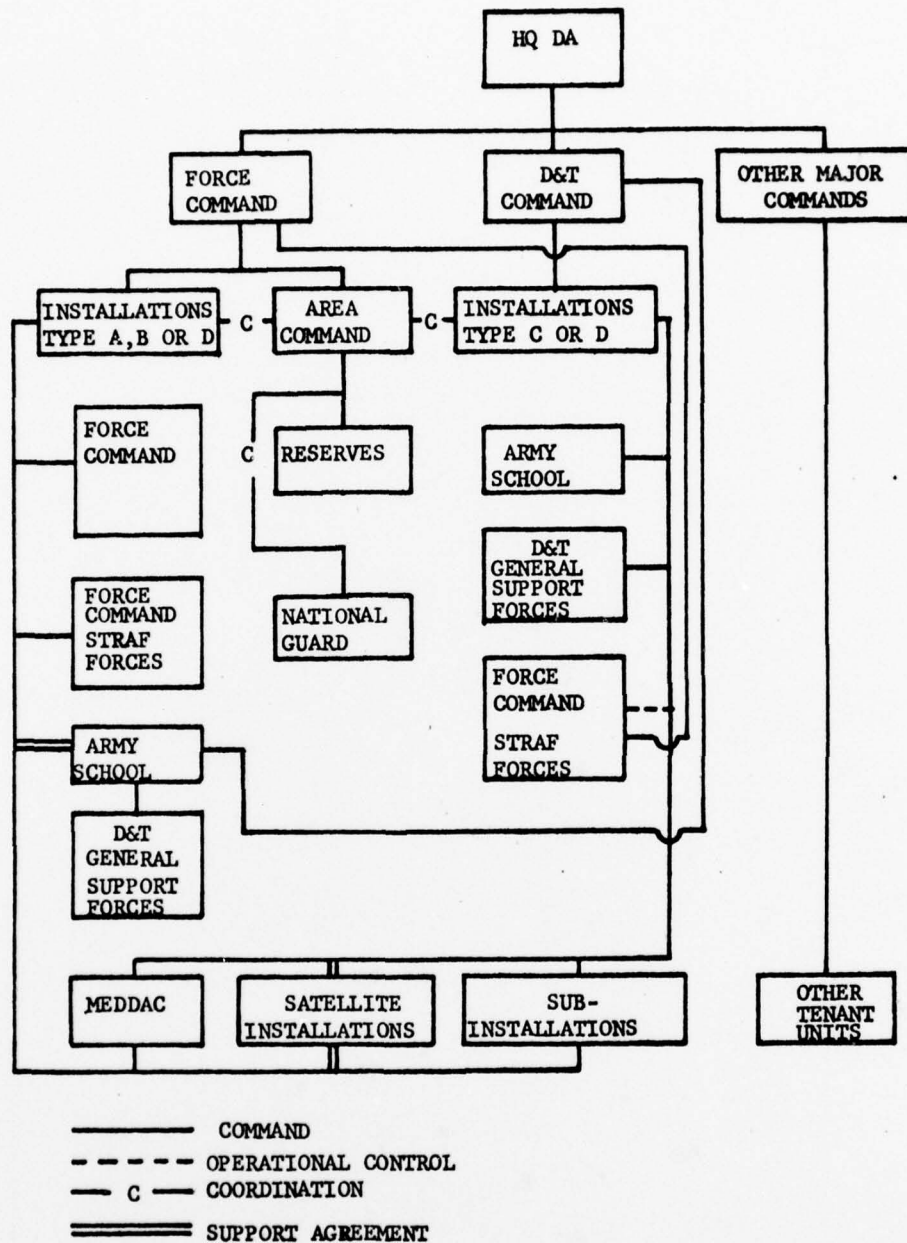 HQ DA
FORCE
COMMAND
D&T
COMMAND
OTHER MAJOR
COMMANDS
INSTALLATIONS
TYPE A,B OR D
C
AREA
COMMAND
C
INSTALLATIONS
TYPE C OR D
FORCE
COMMAND
C
RESERVES
ARMY
SCHOOL
D&T
GENERAL
SUPPORT
FORCES
FORCE
COMMAND
STRAF
FORCES
NATIONAL
GUARD
FORCE
COMMAND
STRAF
FORCES
ARMY
SCHOOL
D&T
GENERAL
SUPPORT
FORCES
MEDDAC
SATELLITE
INSTALLATIONS
SUB-
INSTALLATIONS
OTHER
TENANT
UNITS
COMMAND
OPERATIONAL CONTROL
C COORDINATION
SUPPORT AGREEMENT